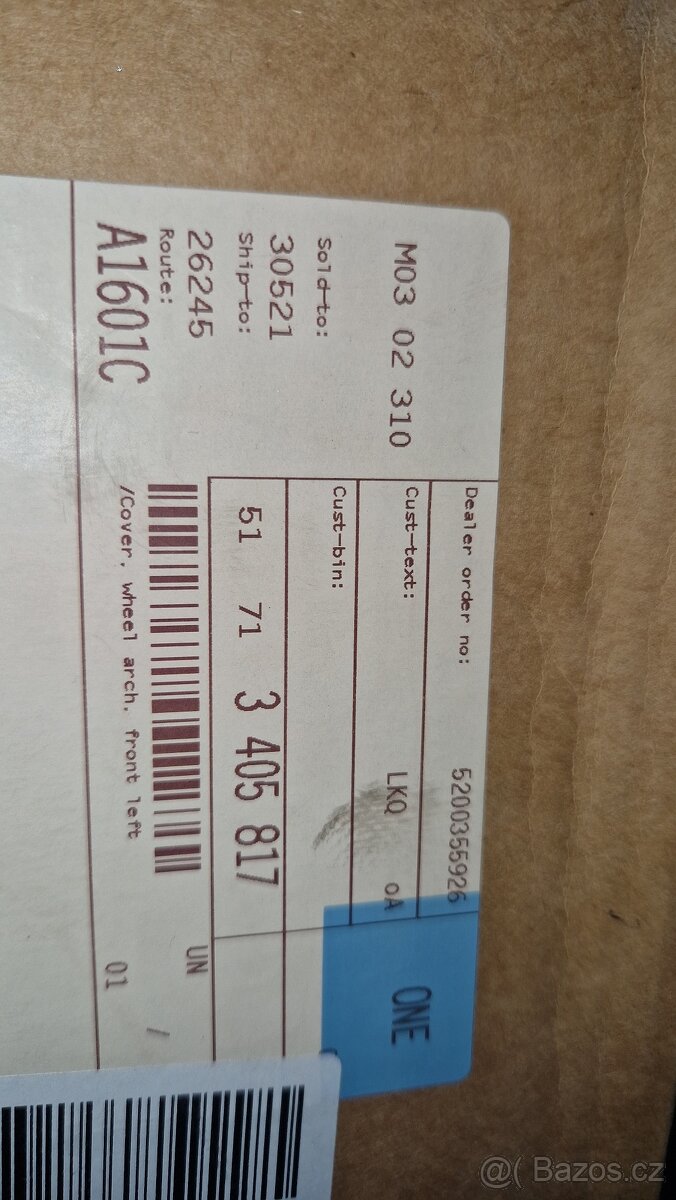 M03 02 310
Sold-to:
30521
Ship-to:
26245
Route:
A1601C
Dealer order no:
5200355926
Cust-text:
LKQ oA
Cust-bin:
ONE
51 71 3 405 817
UN
/Cover, wheel arch, front left
/
01
@( Bazos.cz